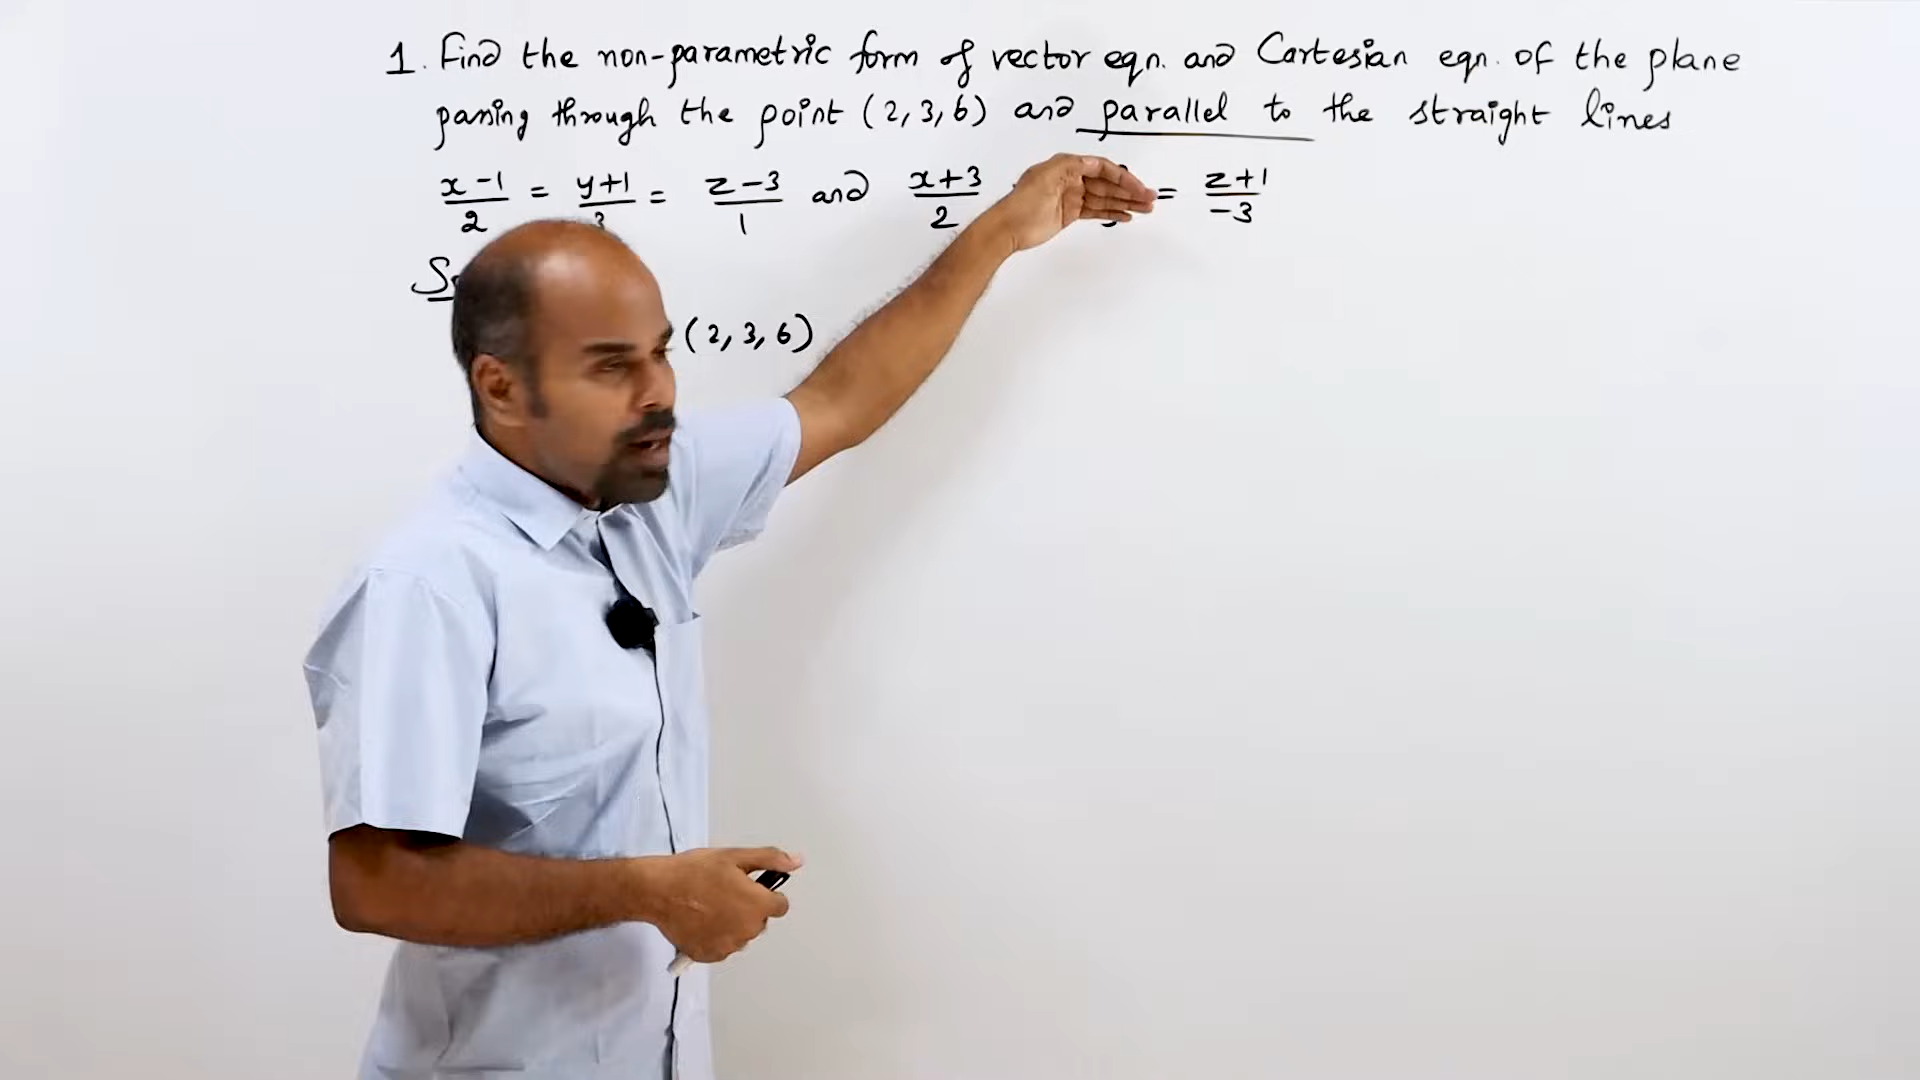 1. Find the non-parametric form of vector eqn. and Cartesian eqn. of the plane
passing through the point (2, 3, 6) and parallel to the straight lines
x-1/2 = y+1/3 = z-3/1 and x+3/2 = z+1/-3
(2, 3, 6)